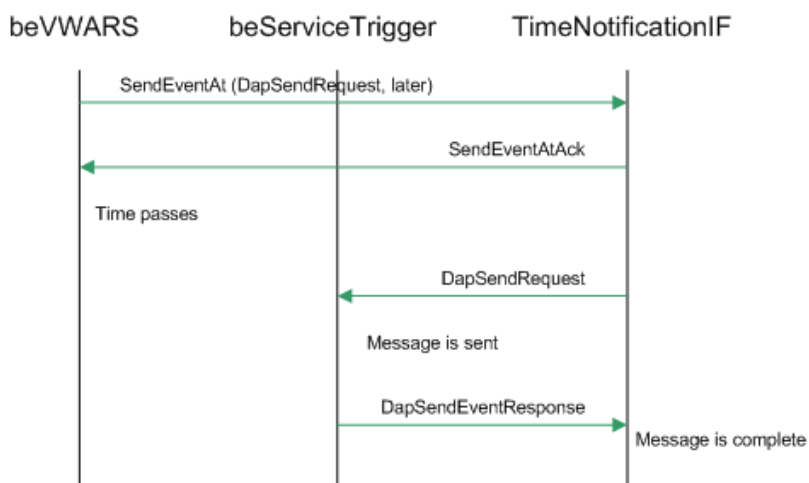 beVWARS beServiceTrigger TimeNotificationIF
SendEventAt (DapSendRequest, later)
SendEventAtAck
Time passes
DapSendRequest
Message is sent
DapSendEventResponse
Message is complete